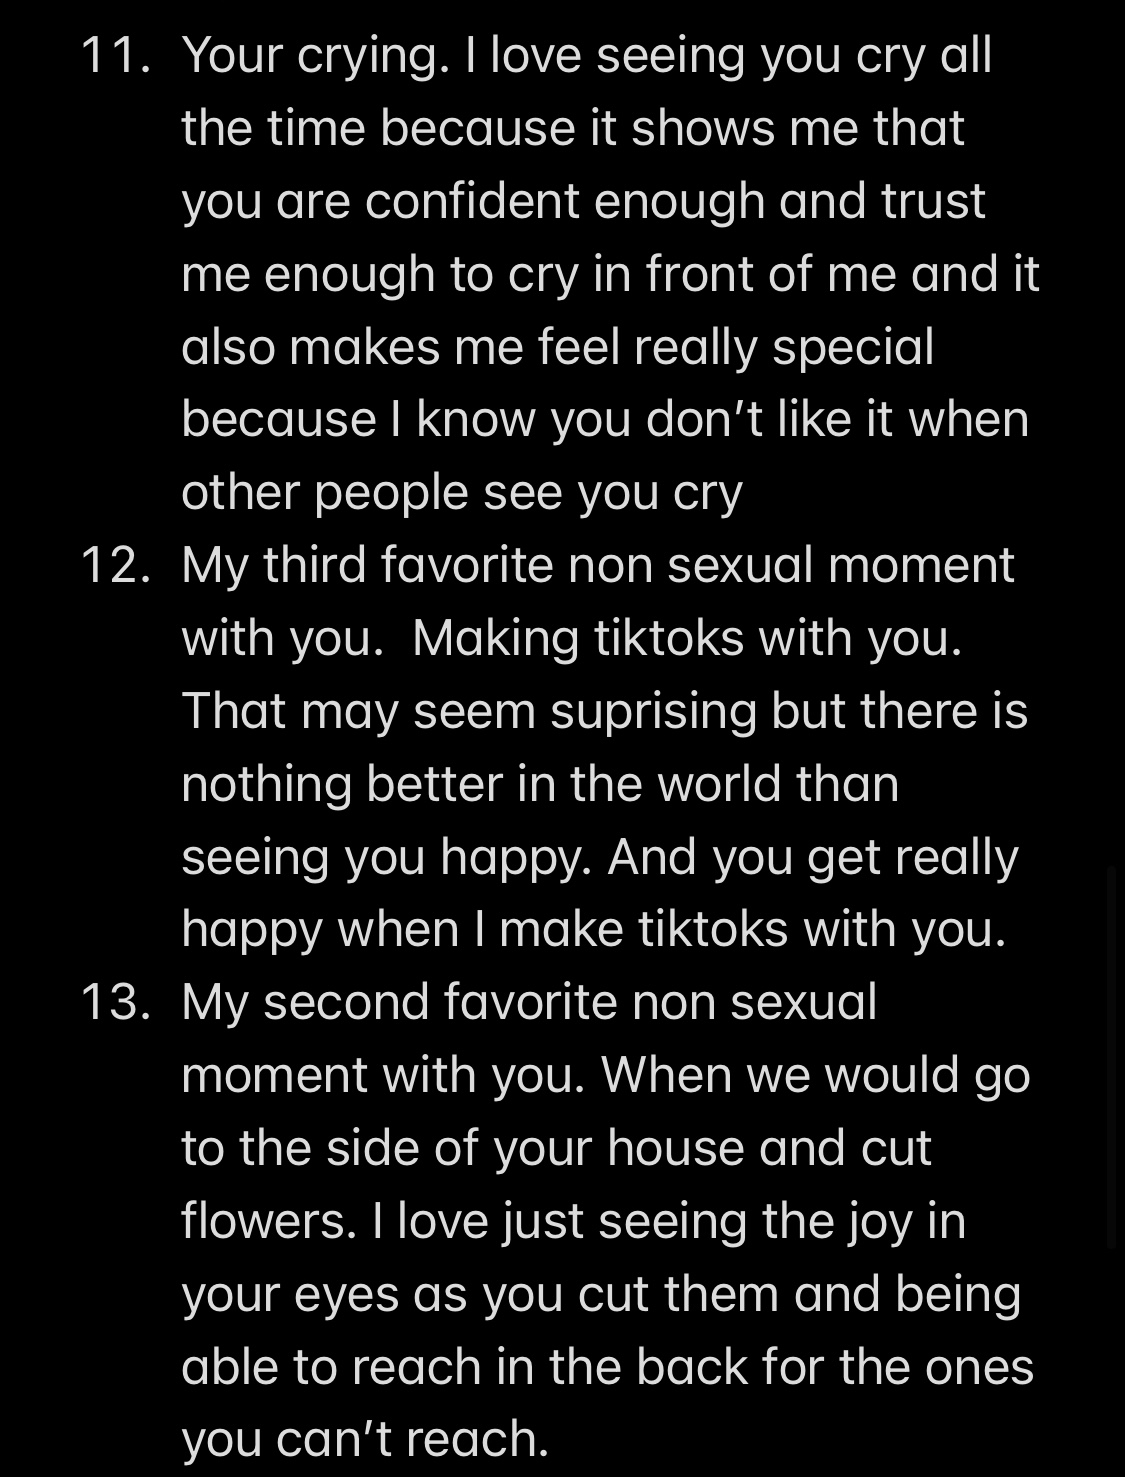 11. Your crying. I love seeing you cry all
the time because it shows me that
you are confident enough and trust
me enough to cry in front of me and it
also makes me feel really special
because I know you don’t like it when
other people see you cry
12. My third favorite non sexual moment
with you.  Making tiktoks with you.
That may seem suprising but there is
nothing better in the world than
seeing you happy. And you get really
happy when I make tiktoks with you.
13. My second favorite non sexual
moment with you. When we would go
to the side of your house and cut
flowers. I love just seeing the joy in
your eyes as you cut them and being
able to reach in the back for the ones
you can’t reach.